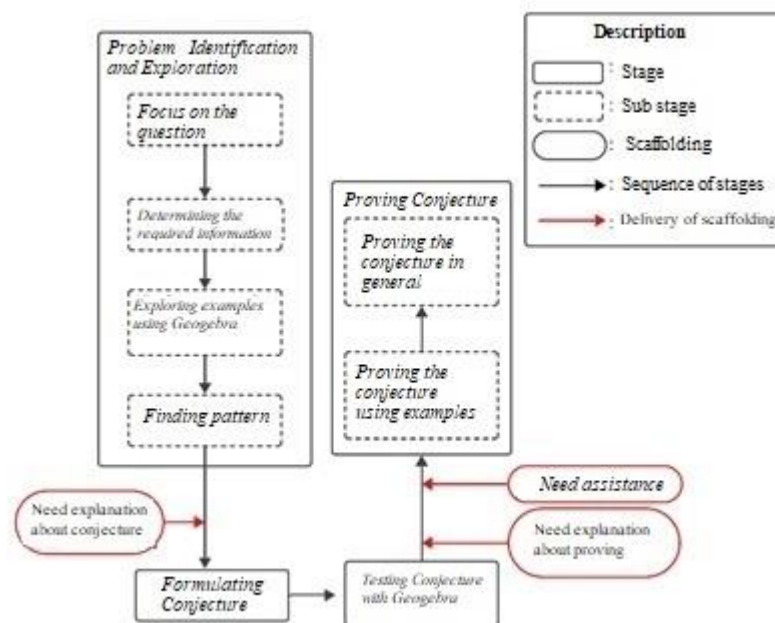 Problem Identification
and Exploration
Focus on the
question
Determining the
required information
Exploring examples
using Geogebra
Finding pattern
Need explanation
about conjecture
Formulating
Conjecture
Testing Conjecture
with Geogebra
Need explanation
about proving
Need assistance
Proving Conjecture
Proving the
conjecture in
general
Proving the
conjecture
using examples
Description
: Stage
: Sub stage
: Scaffolding
: Sequence of stages
: Delivery of scaffolding